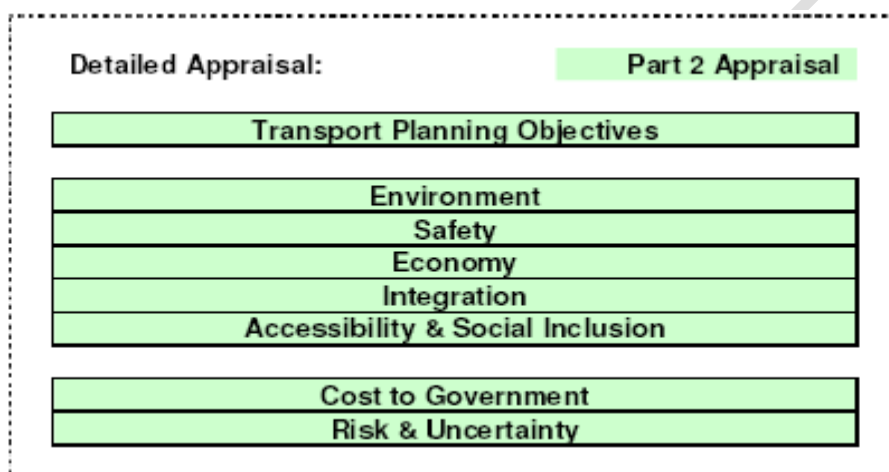 Detailed Appraisal: Part 2 Appraisal
Transport Planning Objectives
Environment
Safety
Economy
Integration
Accessibility & Social Inclusion
Cost to Government
Risk & Uncertainty